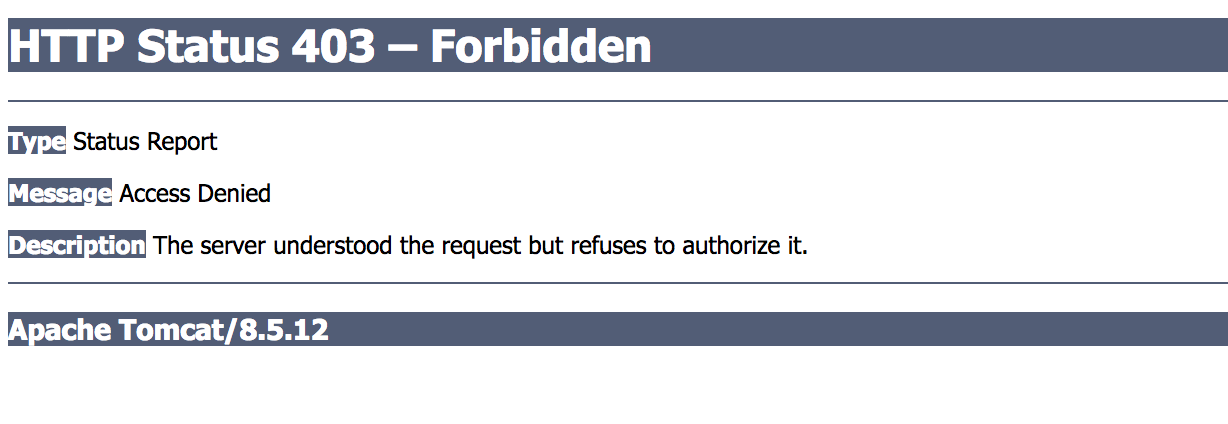 HTTP Status 403 – Forbidden
Type Status Report
Message Access Denied
Description The server understood the request but refuses to authorize it.
Apache Tomcat/8.5.12